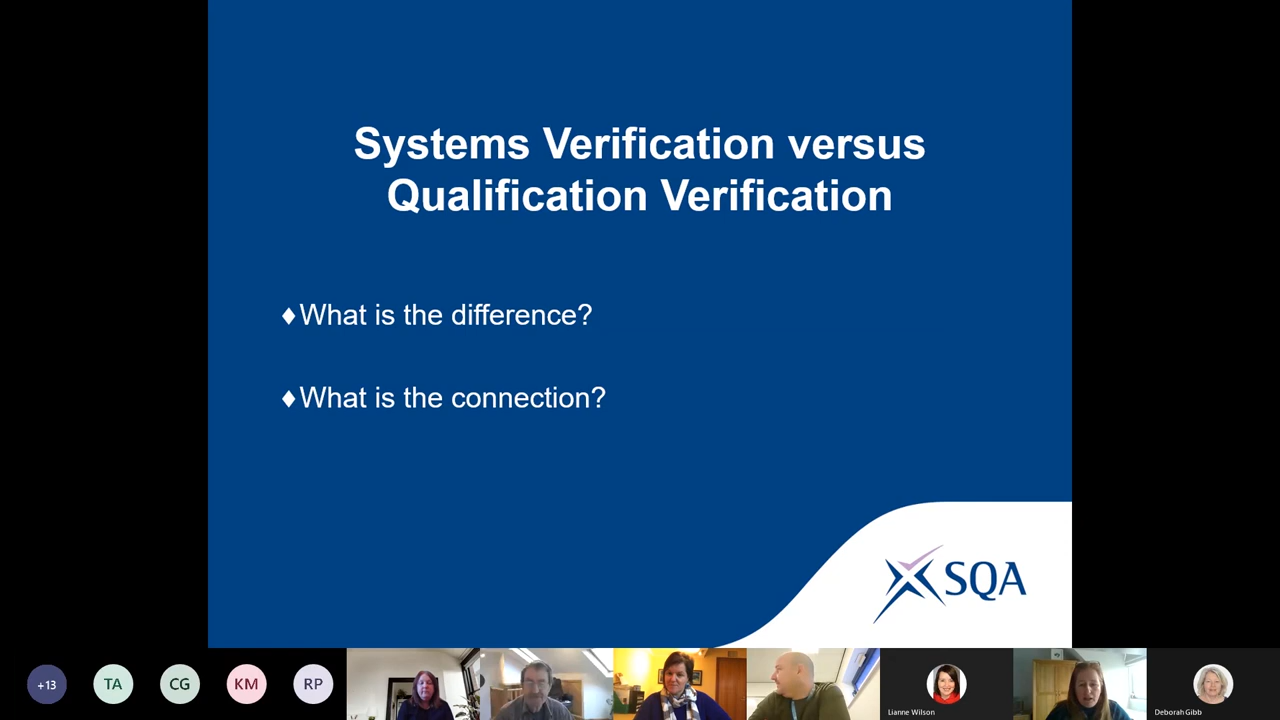 Systems Verification versus
Qualification Verification
♦What is the difference?
♦What is the connection?
SQA
+13
TA
CG
KM
RP
Lianne Wilson
Deborah Gibb